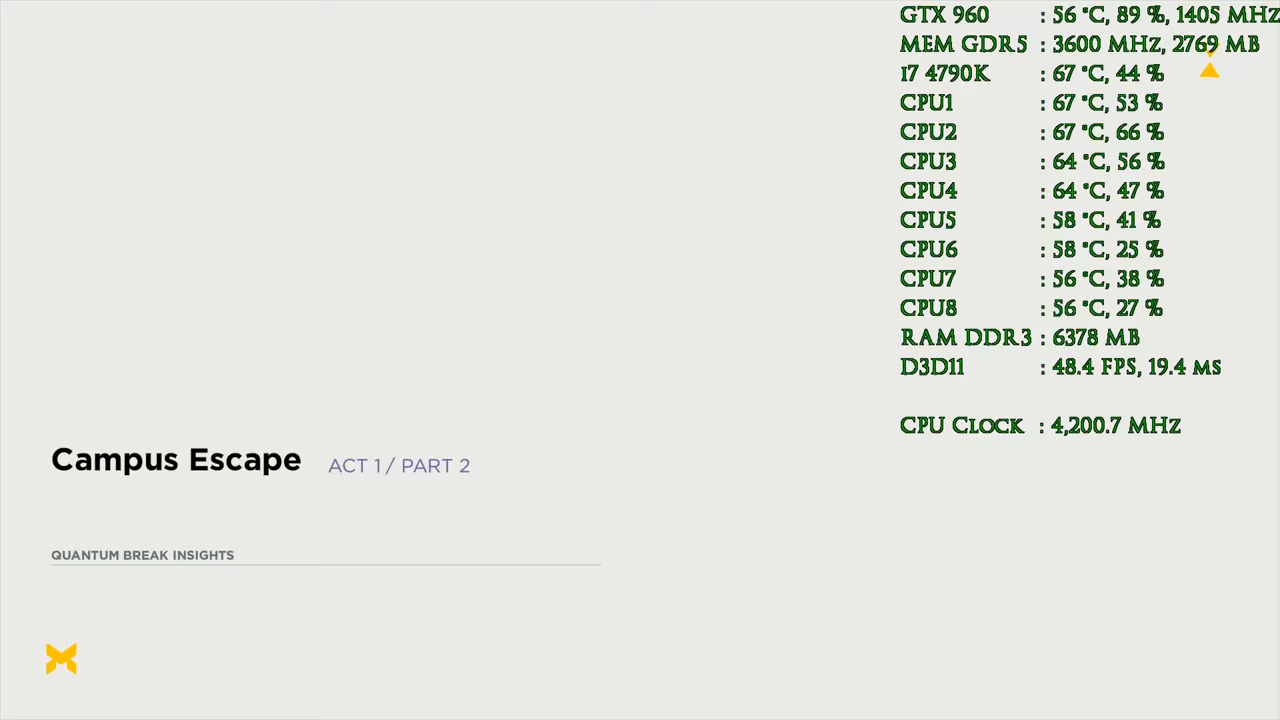 GTX 960 : 56 °C, 89 %, 1405 MHz
MEM GDR5 : 3600 MHz, 2769 MB
i7 4790K : 67 °C, 44 %
CPU1 : 67 °C, 53 %
CPU2 : 67 °C, 66 %
CPU3 : 64 °C, 56 %
CPU4 : 64 °C, 47 %
CPU5 : 58 °C, 41 %
CPU6 : 58 °C, 25 %
CPU7 : 56 °C, 38 %
CPU8 : 56 °C, 27 %
RAM DDR3 : 6378 MB
D3D11 : 48.4 FPS, 19.4 ms
CPU Clock : 4,200.7 MHz
Campus Escape ACT 1 / PART 2
QUANTUM BREAK INSIGHTS